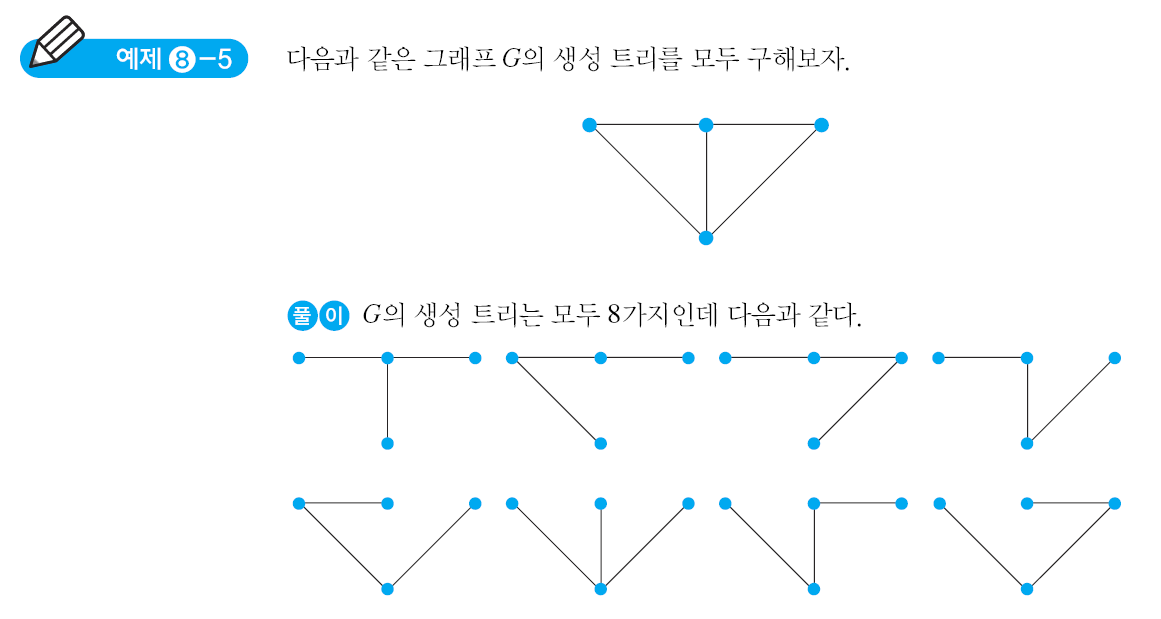 예제 8-5
다음과 같은 그래프 G의 생성 트리를 모두 구해보자.
풀이 G의 생성 트리는 모두 8가지인데 다음과 같다.